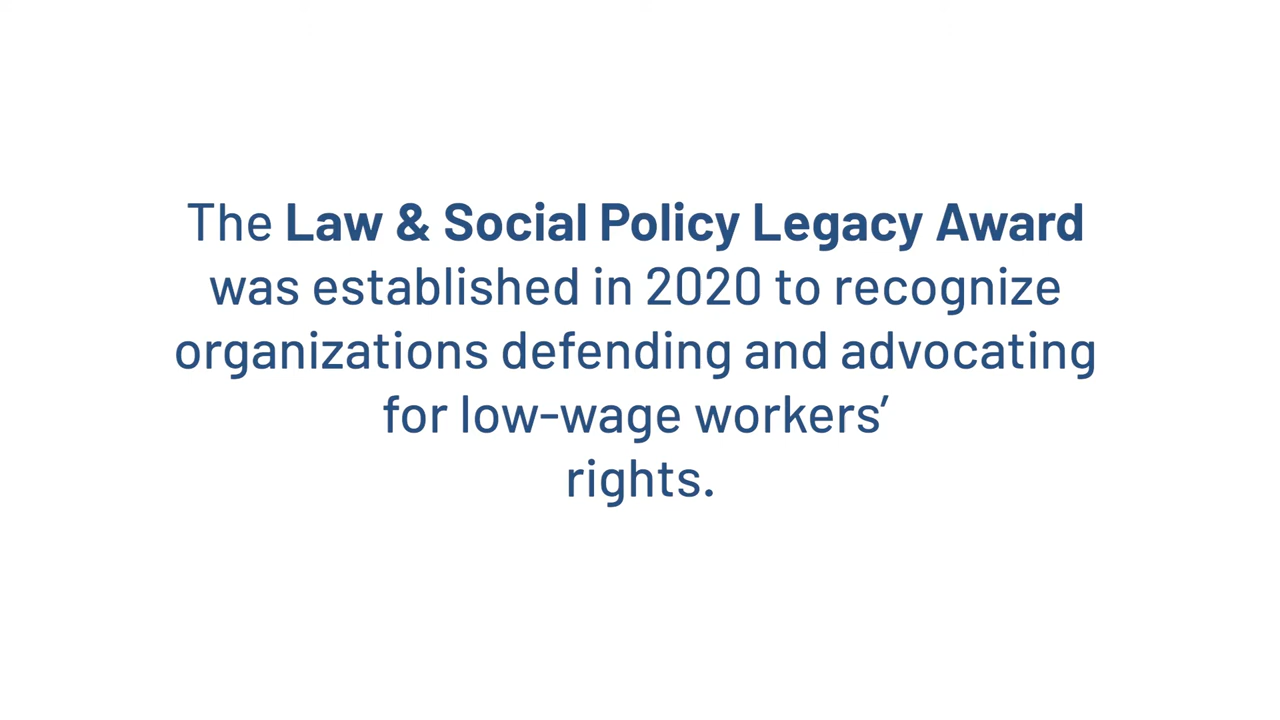 The Law & Social Policy Legacy Award
was established in 2020 to recognize
organizations defending and advocating
for low-wage workers’
rights.